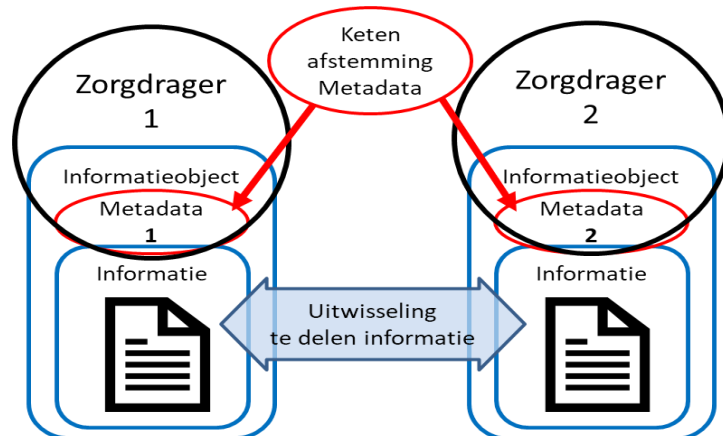 Keten
afstemming
Metadata
Zorgdrager
1
Informatieobject
Metadata
1
Informatie
Zorgdrager
2
Informatieobject
Metadata
2
Informatie
Uitwisseling
te delen informatie